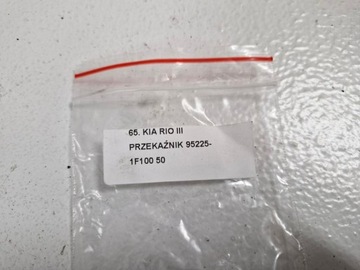 65. KIA RIO III
PRZEKAŹNIK 95225-
1F100 50